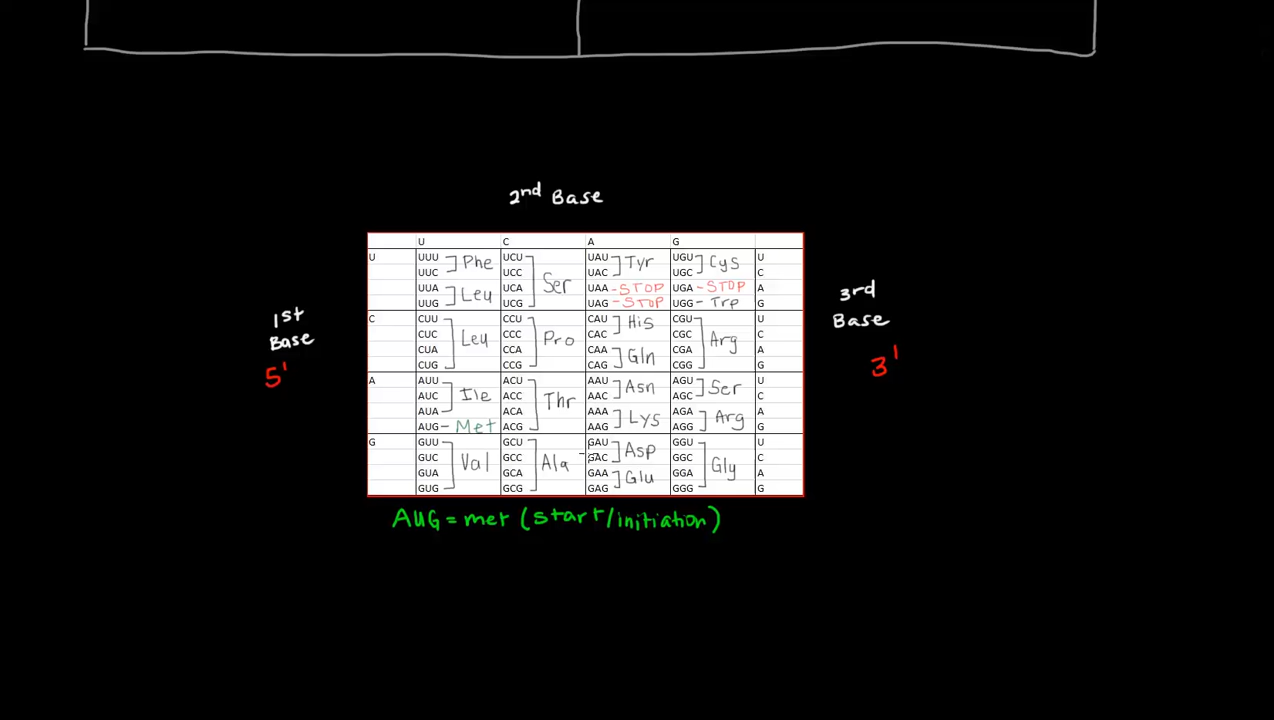 2nd Base
U C A G
U UUU Phe UCU Ser UAU Tyr UGU Cys U
UUC UCC UAC UGC C
UUA Leu UCA UAA - STOP UGA - STOP A
UUG UCG UAG - STOP UGG - Trp G
C CUU Leu CCU Pro CAU His CGU Arg U
CUC CCC CAC CGC C
CUA CCA CAA Gln CGA A
CUG CCG CAG CGG G
A AUU Ile ACU Thr AAU Asn AGU Ser U
AUC ACC AAC AGC C
AUA ACA AAA Lys AGA Arg A
AUG - Met ACG AAG AGG G
G GUU Val GCU Ala GAU Asp GGU Gly U
GUC GCC GAC GGC C
GUA GCA GAA Glu GGA A
GUG GCG GAG GGG G
1st
Base
5'
3rd
Base
3'
AUG = met (start/initiation)